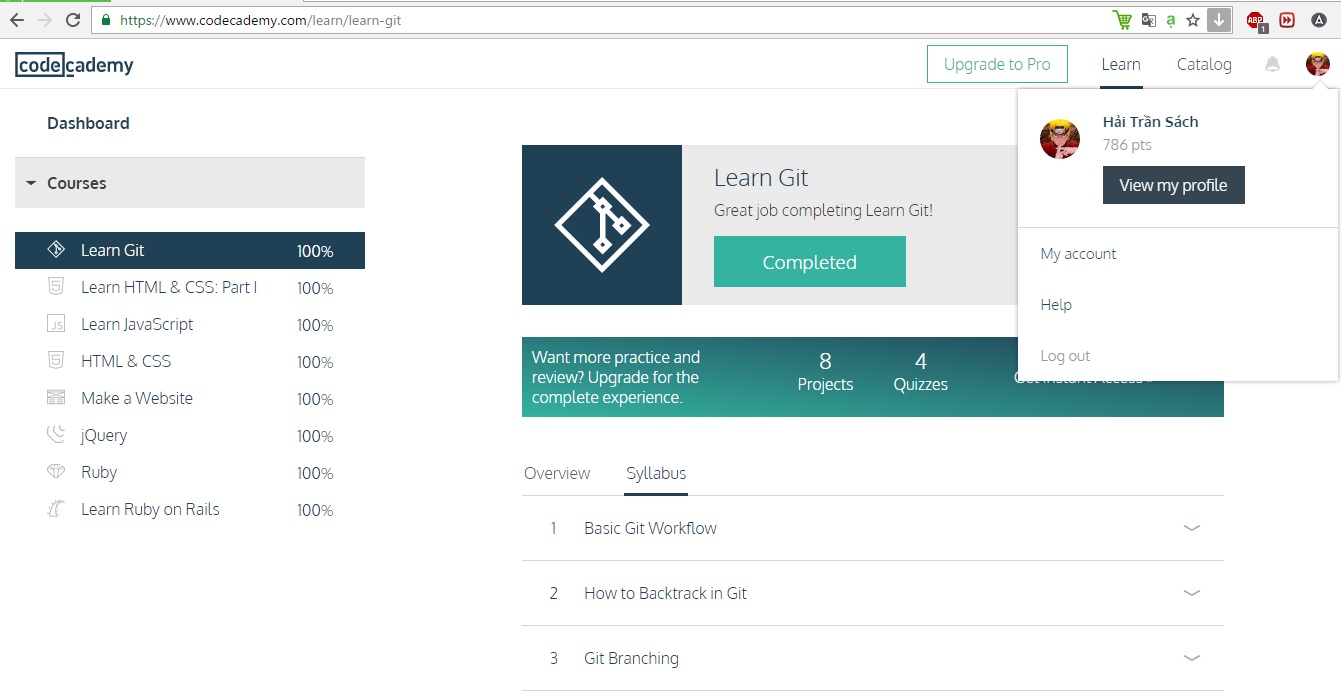 https://www.codecademy.com/learn/learn-git
ABP
1
A
codecademy
Upgrade to Pro
Learn
Catalog
Hải Trần Sách
786 pts
View my profile
My account
Help
Log out
Dashboard
Courses
Learn Git 100%
Learn HTML & CSS: Part I 100%
JS Learn JavaScript 100%
HTML & CSS 100%
Make a Website 100%
jQuery 100%
Ruby 100%
Learn Ruby on Rails 100%
Learn Git
Great job completing Learn Git!
Completed
Want more practice and
review? Upgrade for the
complete experience.
8
Projects
4
Quizzes
Overview
Syllabus
1 Basic Git Workflow
2 How to Backtrack in Git
3 Git Branching